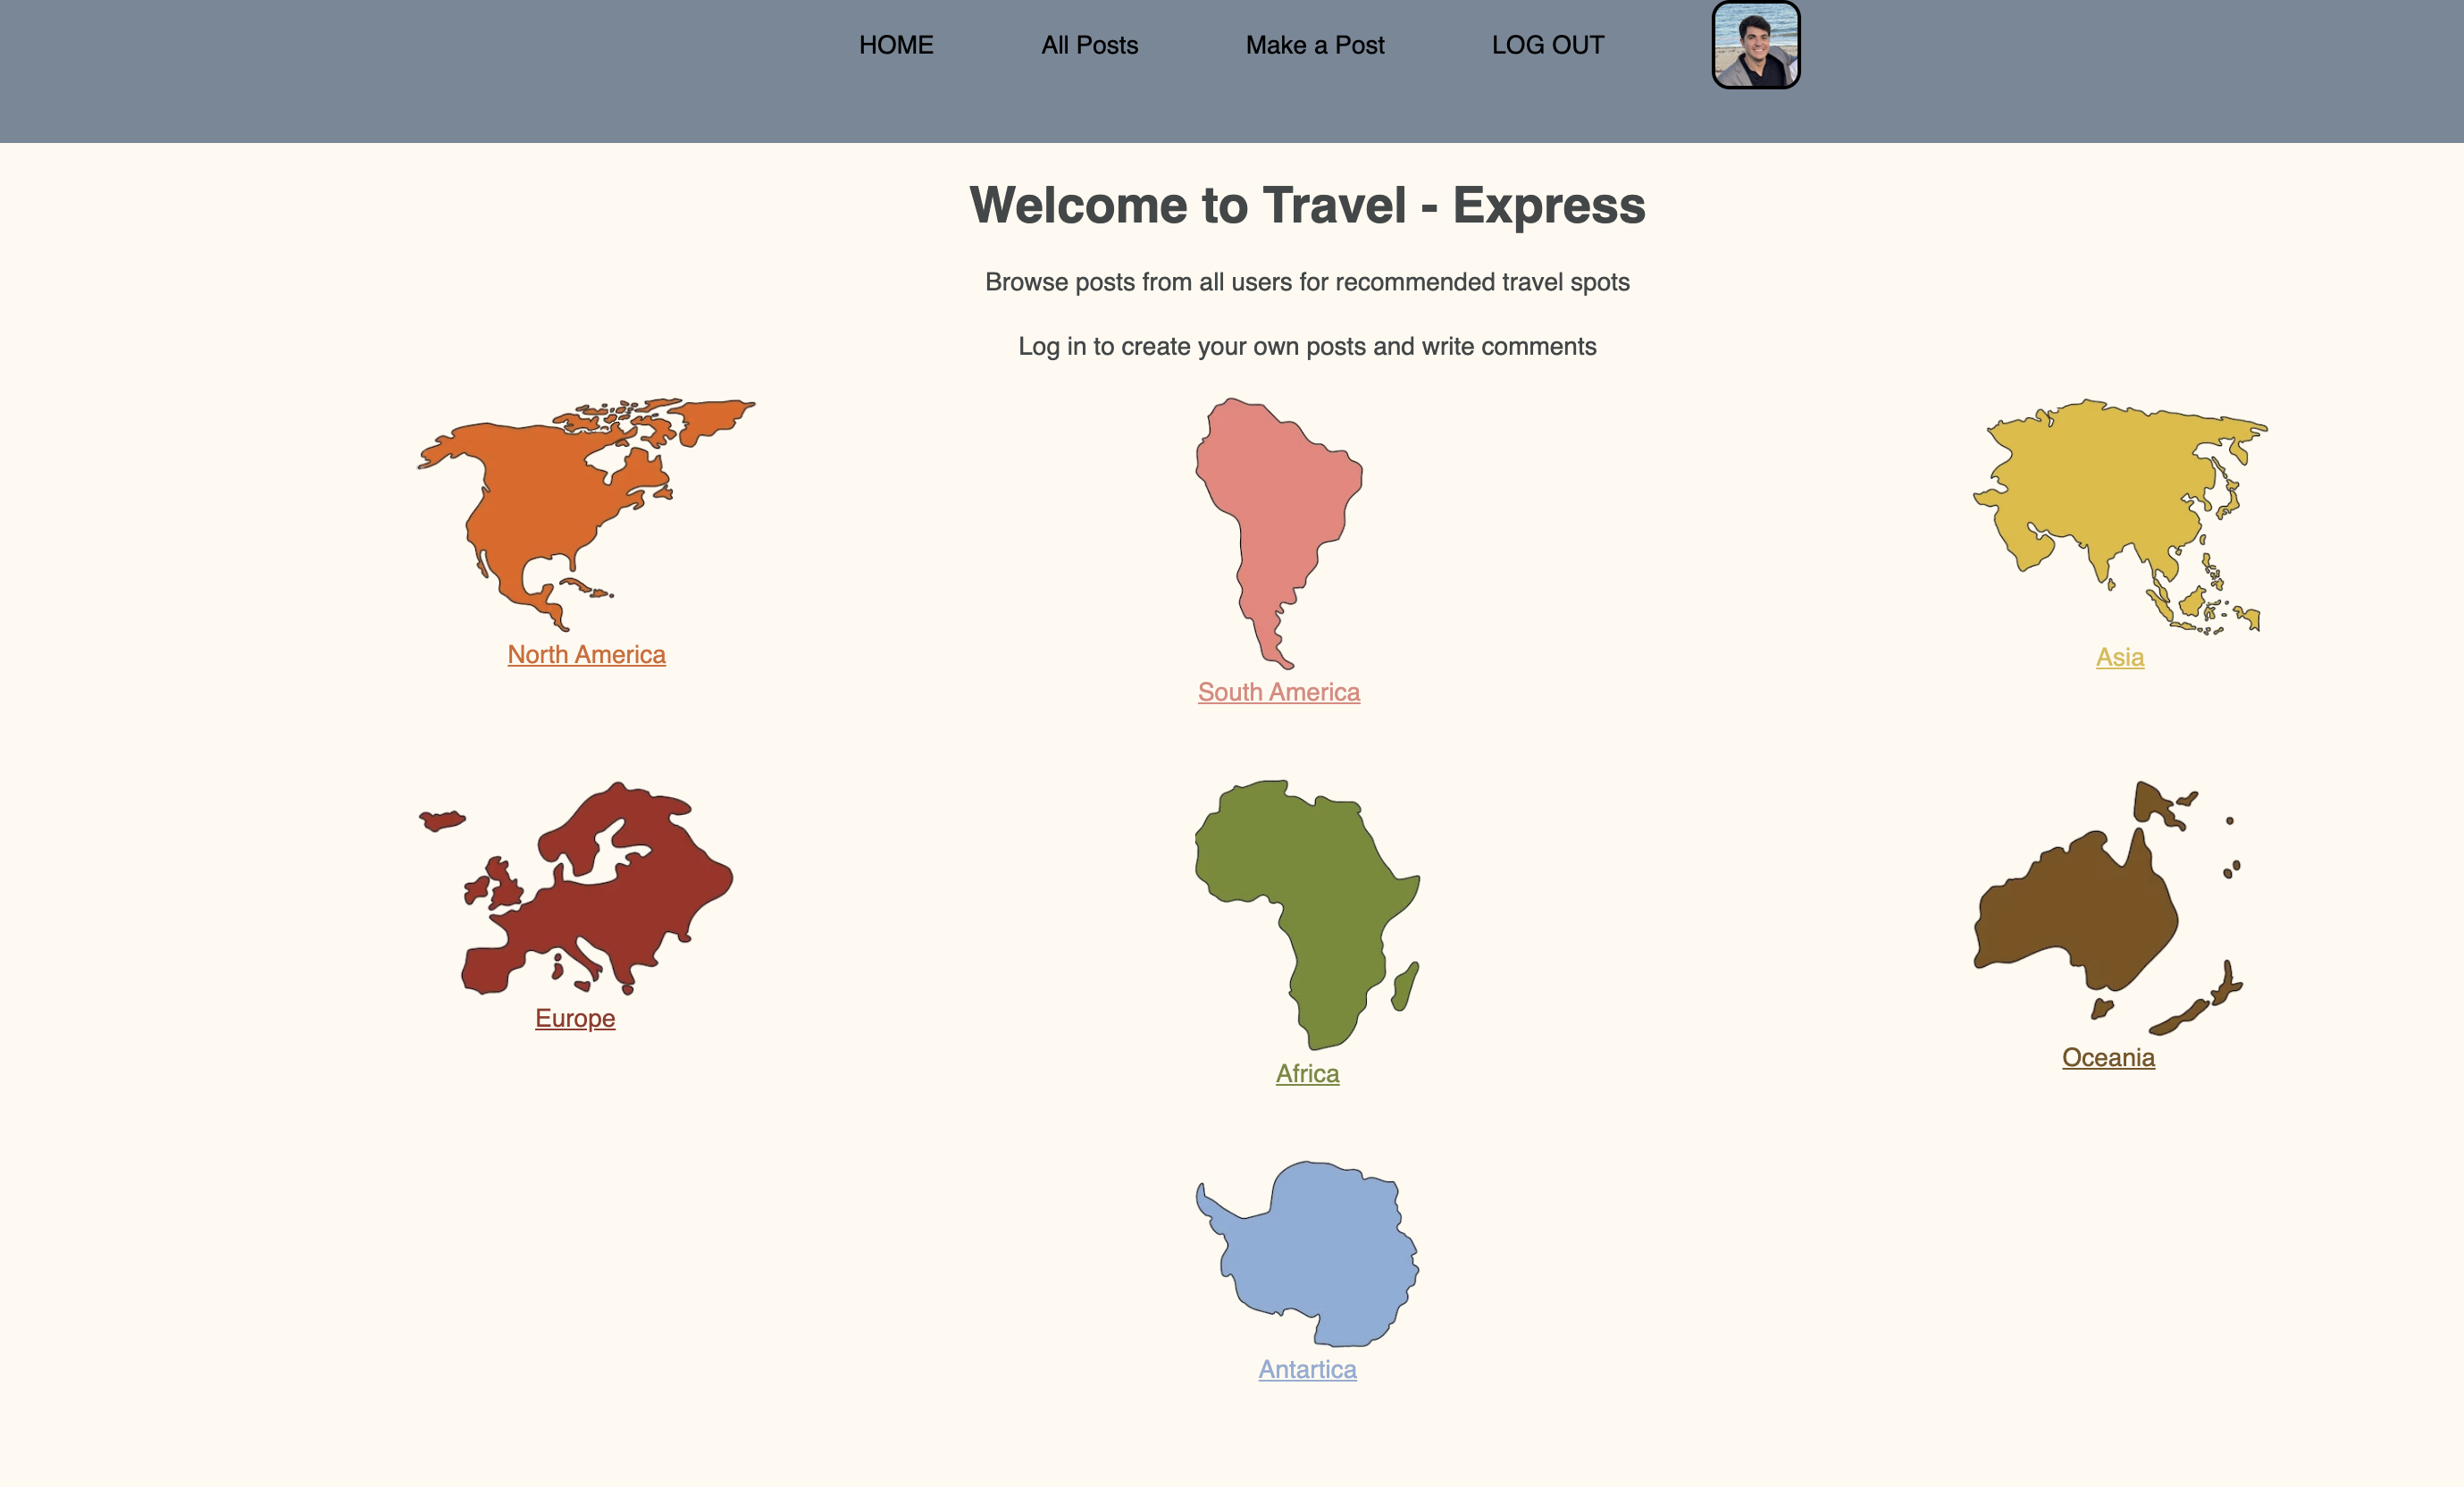 HOME
All Posts
Make a Post
LOG OUT
Welcome to Travel - Express
Browse posts from all users for recommended travel spots
Log in to create your own posts and write comments
North America
South America
Asia
Europe
Africa
Oceania
Antartica